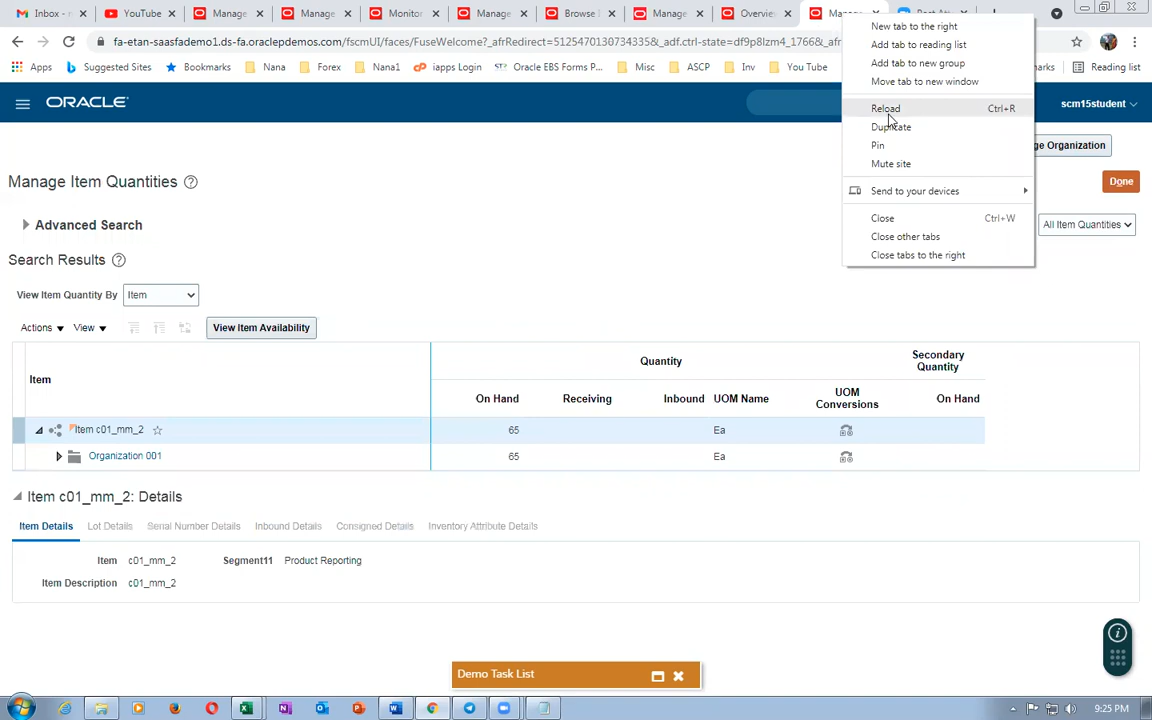 Inbox - n
YouTube
Manage
Manage
Monitor
Manage
Browse
Manage
Overview
Manag
New tab to the right
Add tab to reading list
Add tab to new group
Move tab to new window
Reload Ctrl+R
Duplicate
Pin
Mute site
Send to your devices
Close Ctrl+W
Close other tabs
Close tabs to the right
fa-etan-saasfademo1.ds-fa.oraclepdemos.com/fscmUI/faces/FuseWelcome?_afrRedirect=5125470130734335&_adf.ctrl-state=df9p8lzm4_1766&_afr
Apps Suggested Sites Bookmarks Nana Forex Nana1 iapps Login Oracle EBS Forms P... Misc ASCP Inv You Tube Reading list
ORACLE scm15student
ge Organization
Manage Item Quantities ? Done
Advanced Search All Item Quantities
Search Results ?
View Item Quantity By Item
Actions View View Item Availability
Item Quantity Secondary Quantity
On Hand Receiving Inbound UOM Name UOM Conversions On Hand
Item c01_mm_2 65 Ea
Organization 001 65 Ea
Item c01_mm_2: Details
Item Details Lot Details Serial Number Details Inbound Details Consigned Details Inventory Attribute Details
Item c01_mm_2 Segment11 Product Reporting
Item Description c01_mm_2
Demo Task List
9:25 PM